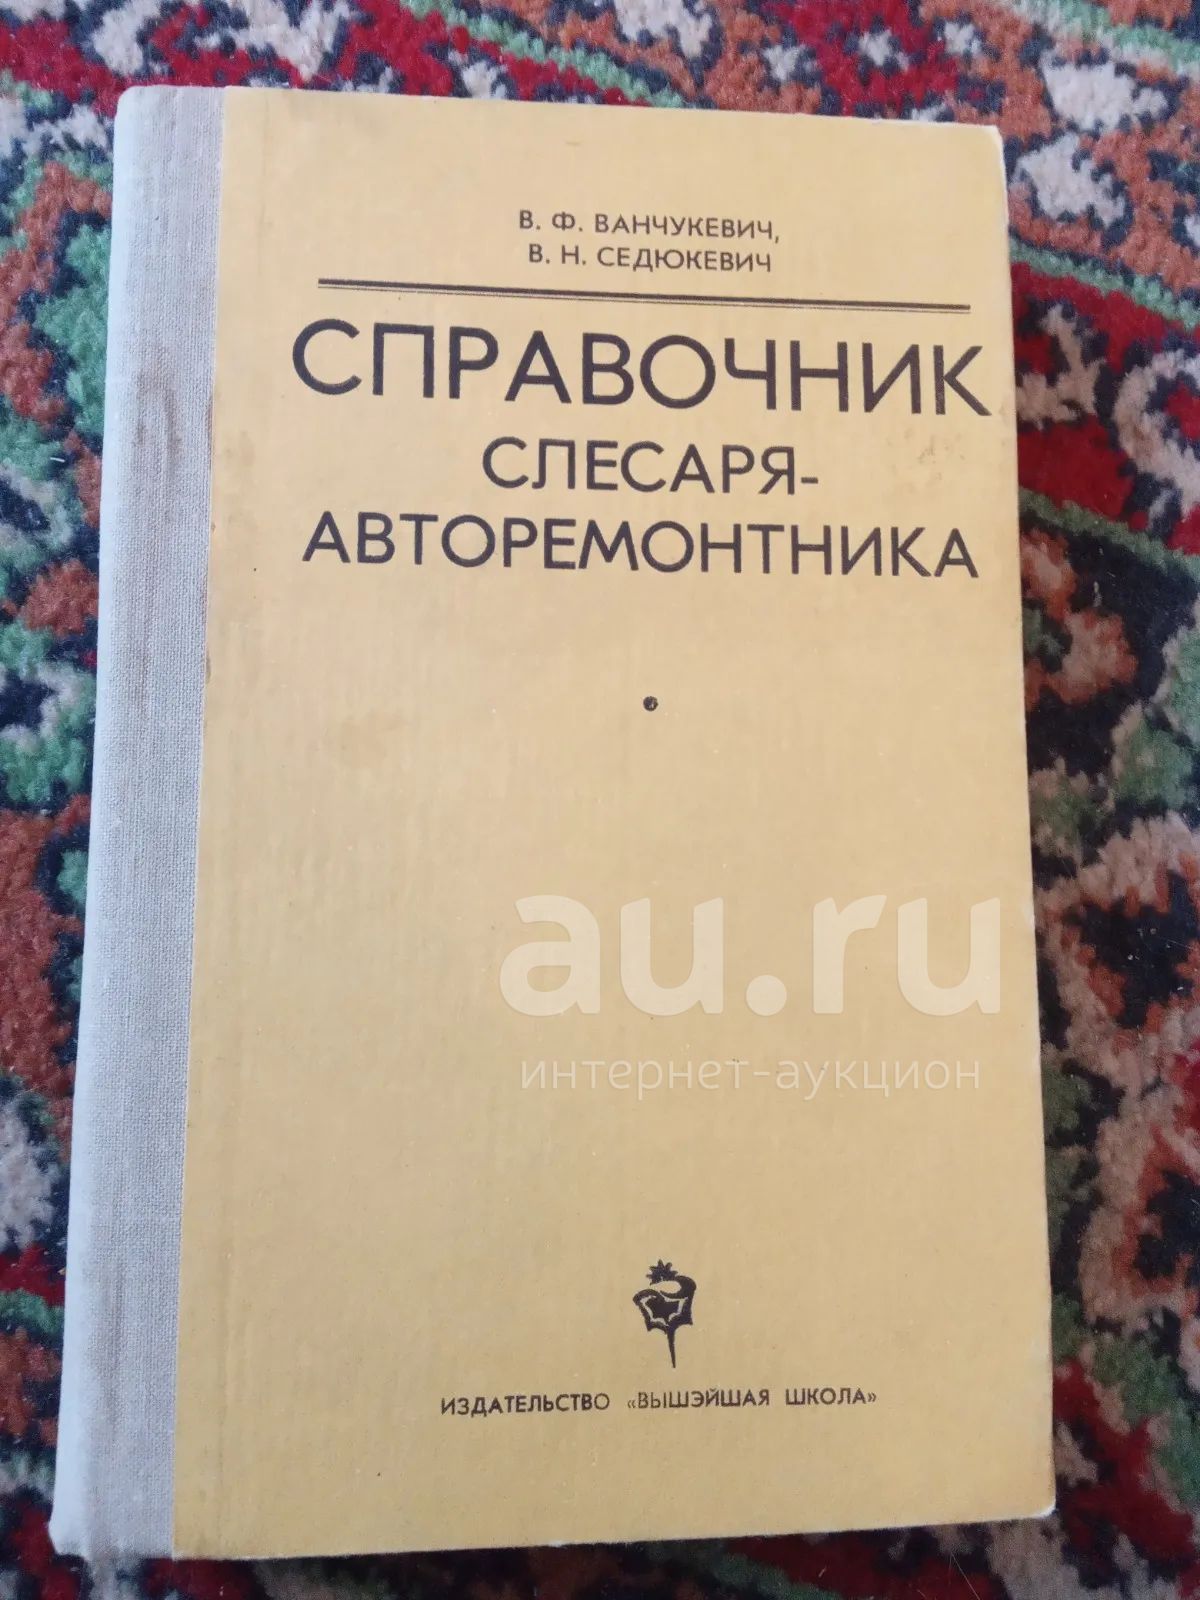 В. Ф. ВАНЧУКЕВИЧ,
В. Н. СЕДЮКЕВИЧ
СПРАВОЧНИК
СЛЕСАРЯ-
АВТОРЕМОНТНИКА
au.ru
интернет-аукцион
ИЗДАТЕЛЬСТВО «ВЫШЭЙШАЯ ШКОЛА»